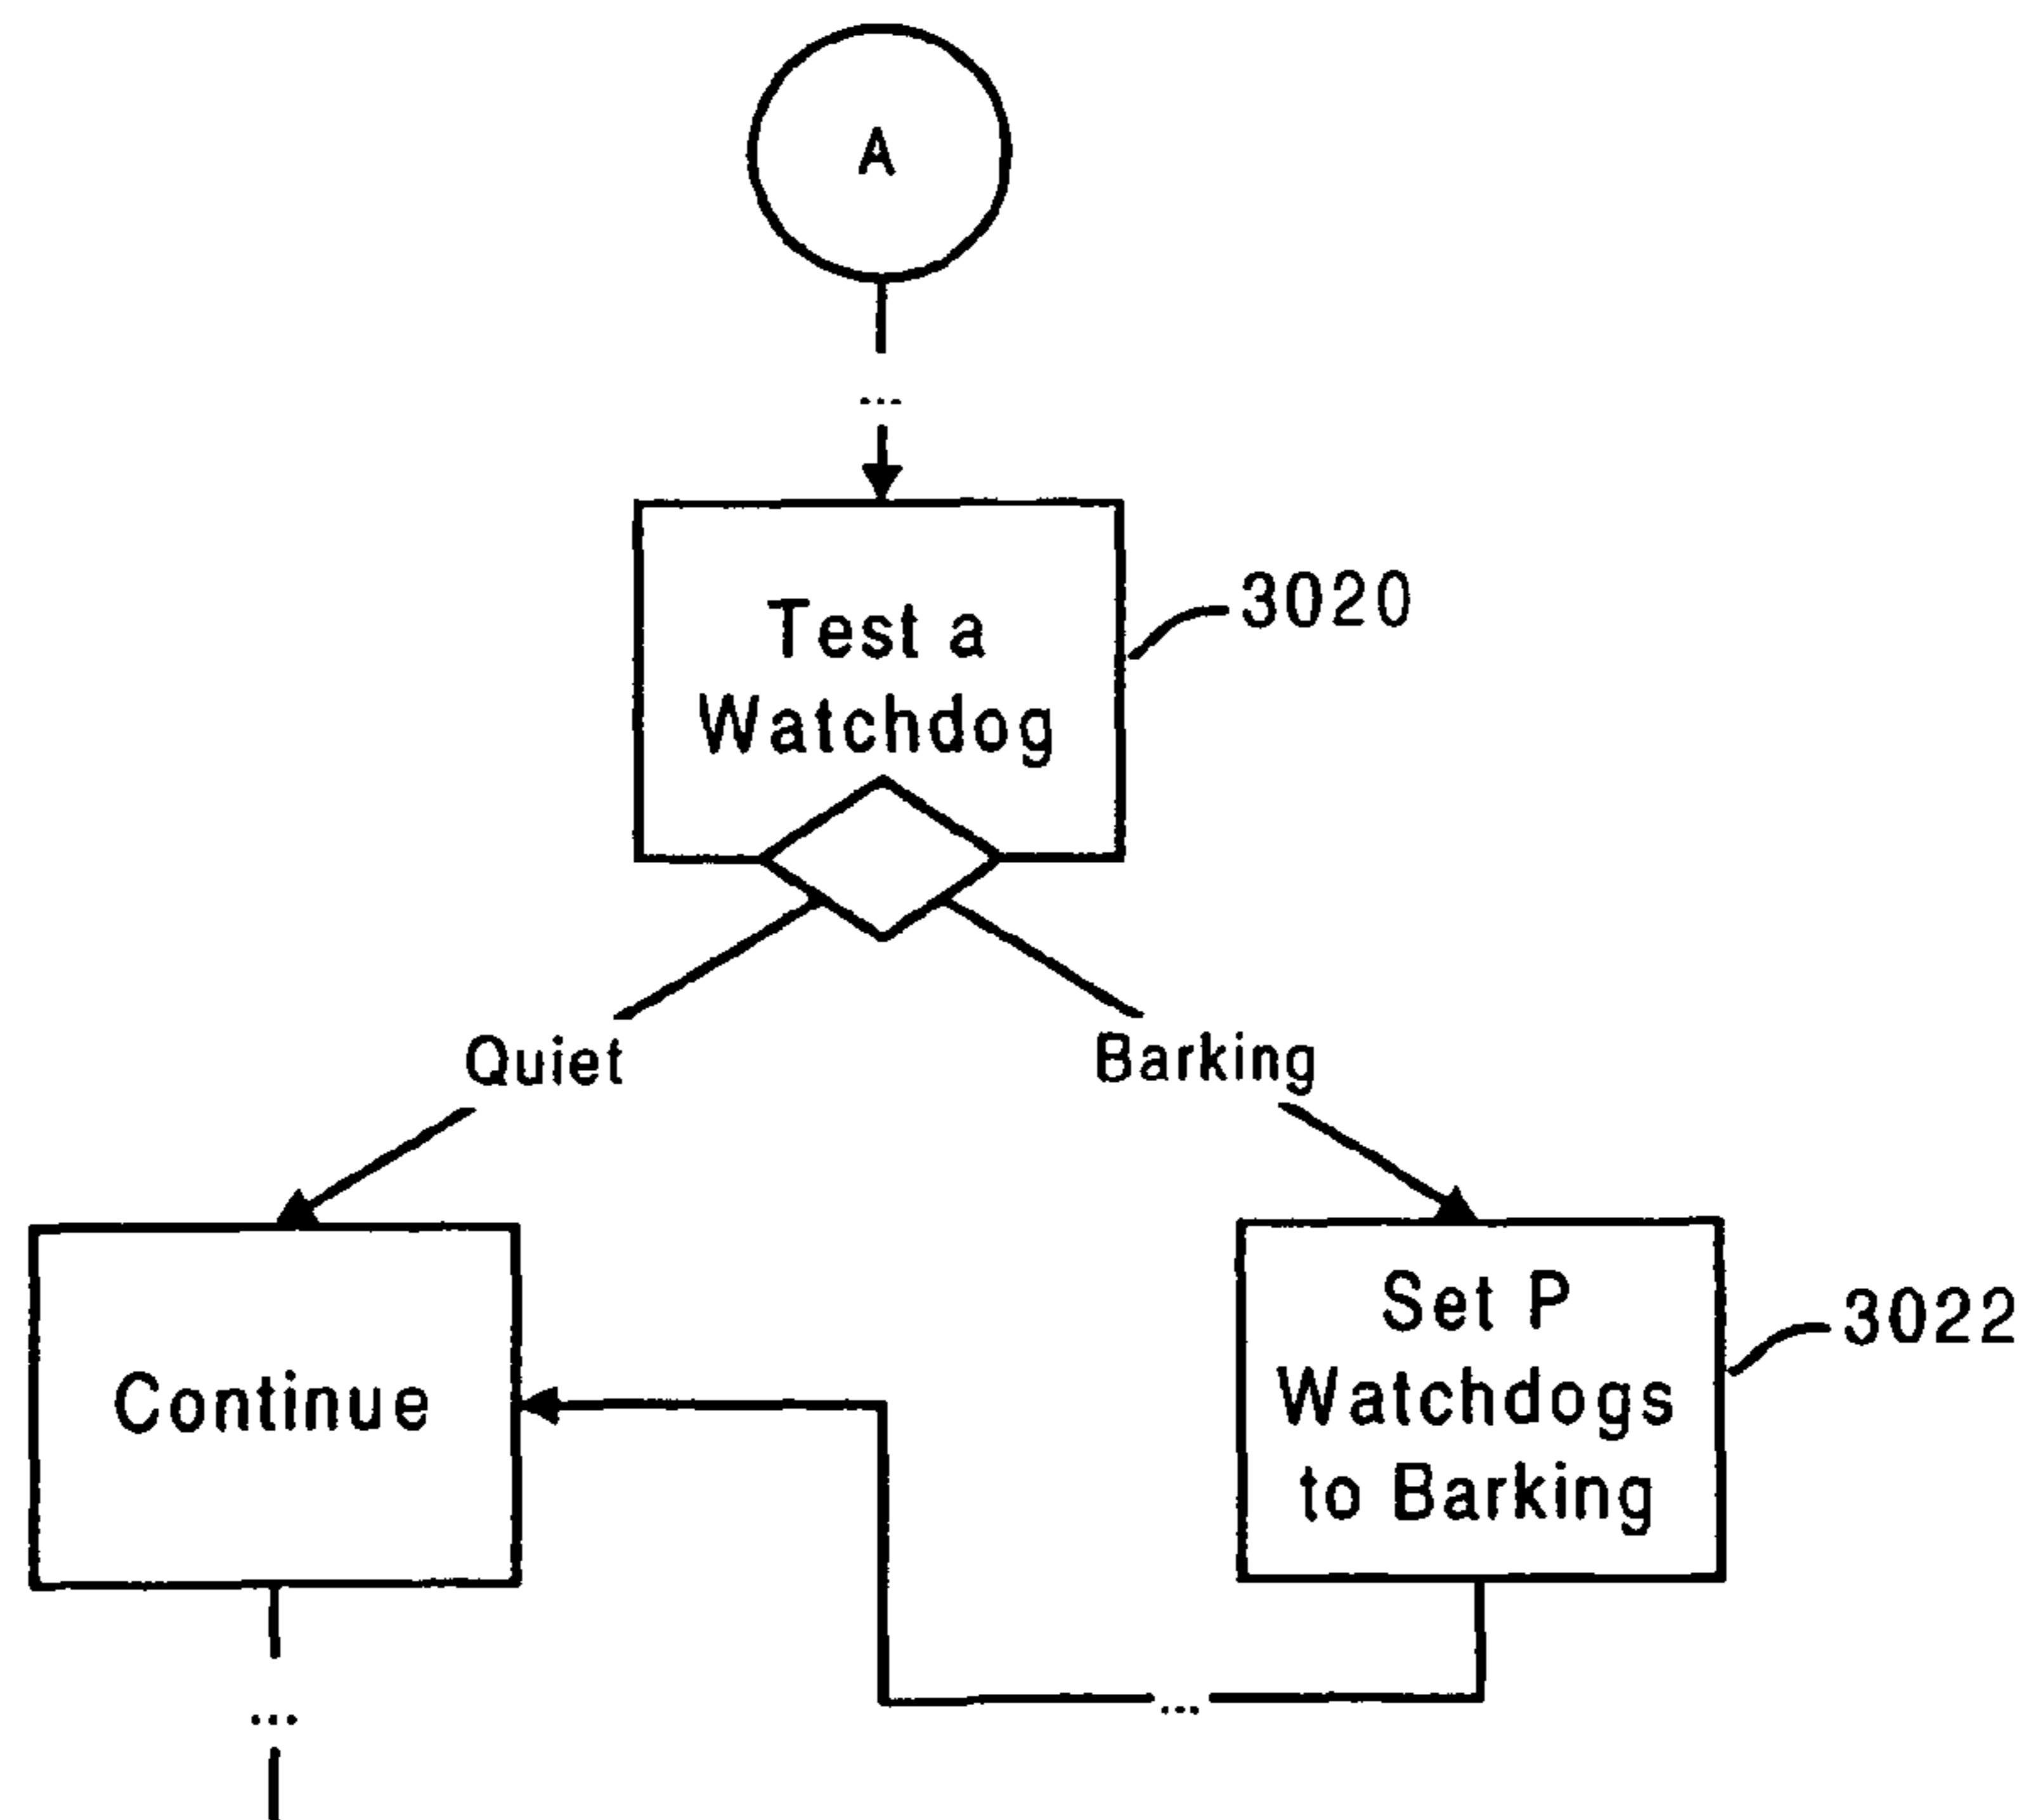 A
...
Test a
Watchdog
3020
Quiet
Barking
Continue
Set P
Watchdogs
to Barking
3022
...
...